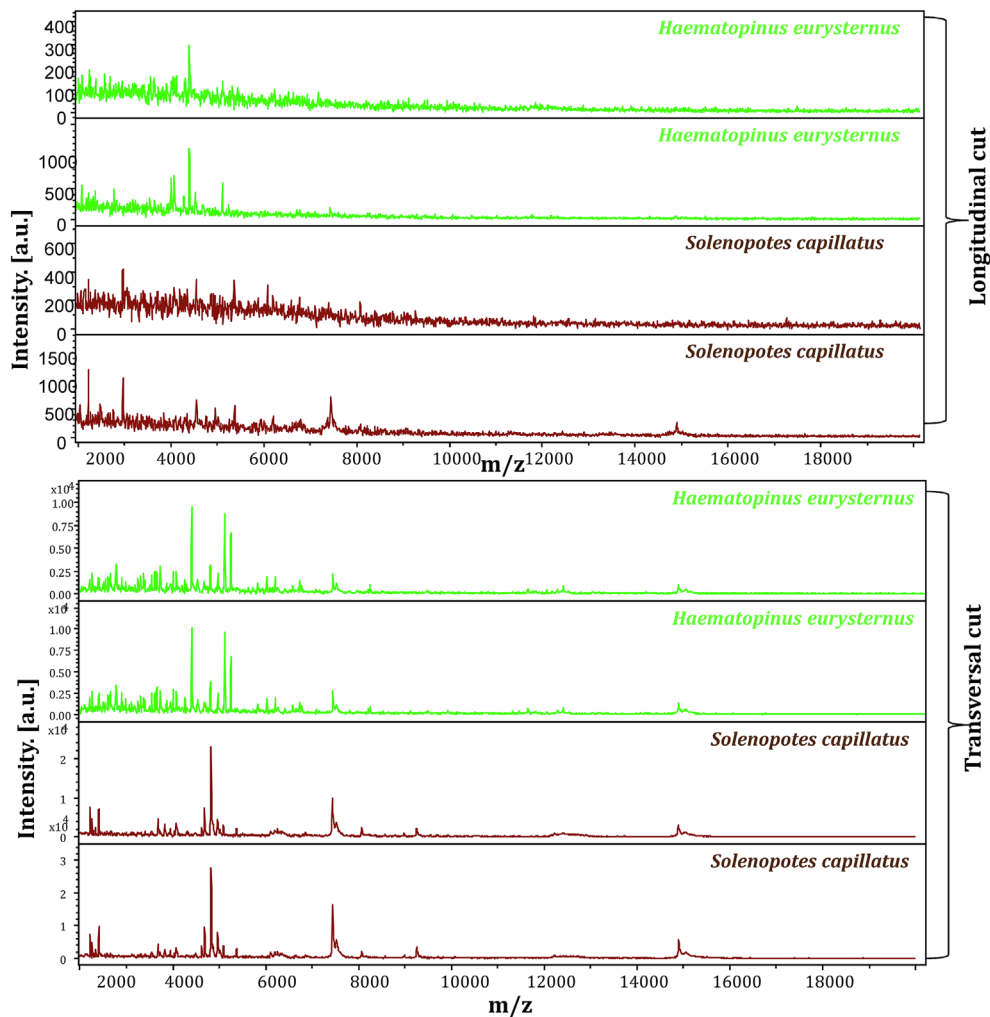 Haematopinus eurysternus
400
300
200
100
0
Haematopinus eurysternus
1000
500
0
Solenopotes capillatus
600
400
200
0
Solenopotes capillatus
1500
1000
500
0
2000 4000 6000 8000 10000 12000 14000 16000 18000
m/z
Intensity. [a.u.]
Longitudinal cut
x10⁴
Haematopinus eurysternus
1.00
0.75
0.50
0.25
0.00
x10⁴
Haematopinus eurysternus
1.00
0.75
0.50
0.25
0.00
x10⁴
Solenopotes capillatus
2
1
0
x10⁴
Solenopotes capillatus
3
2
1
0
2000 4000 6000 8000 10000 12000 14000 16000 18000
m/z
Intensity. [a.u.]
Transversal cut